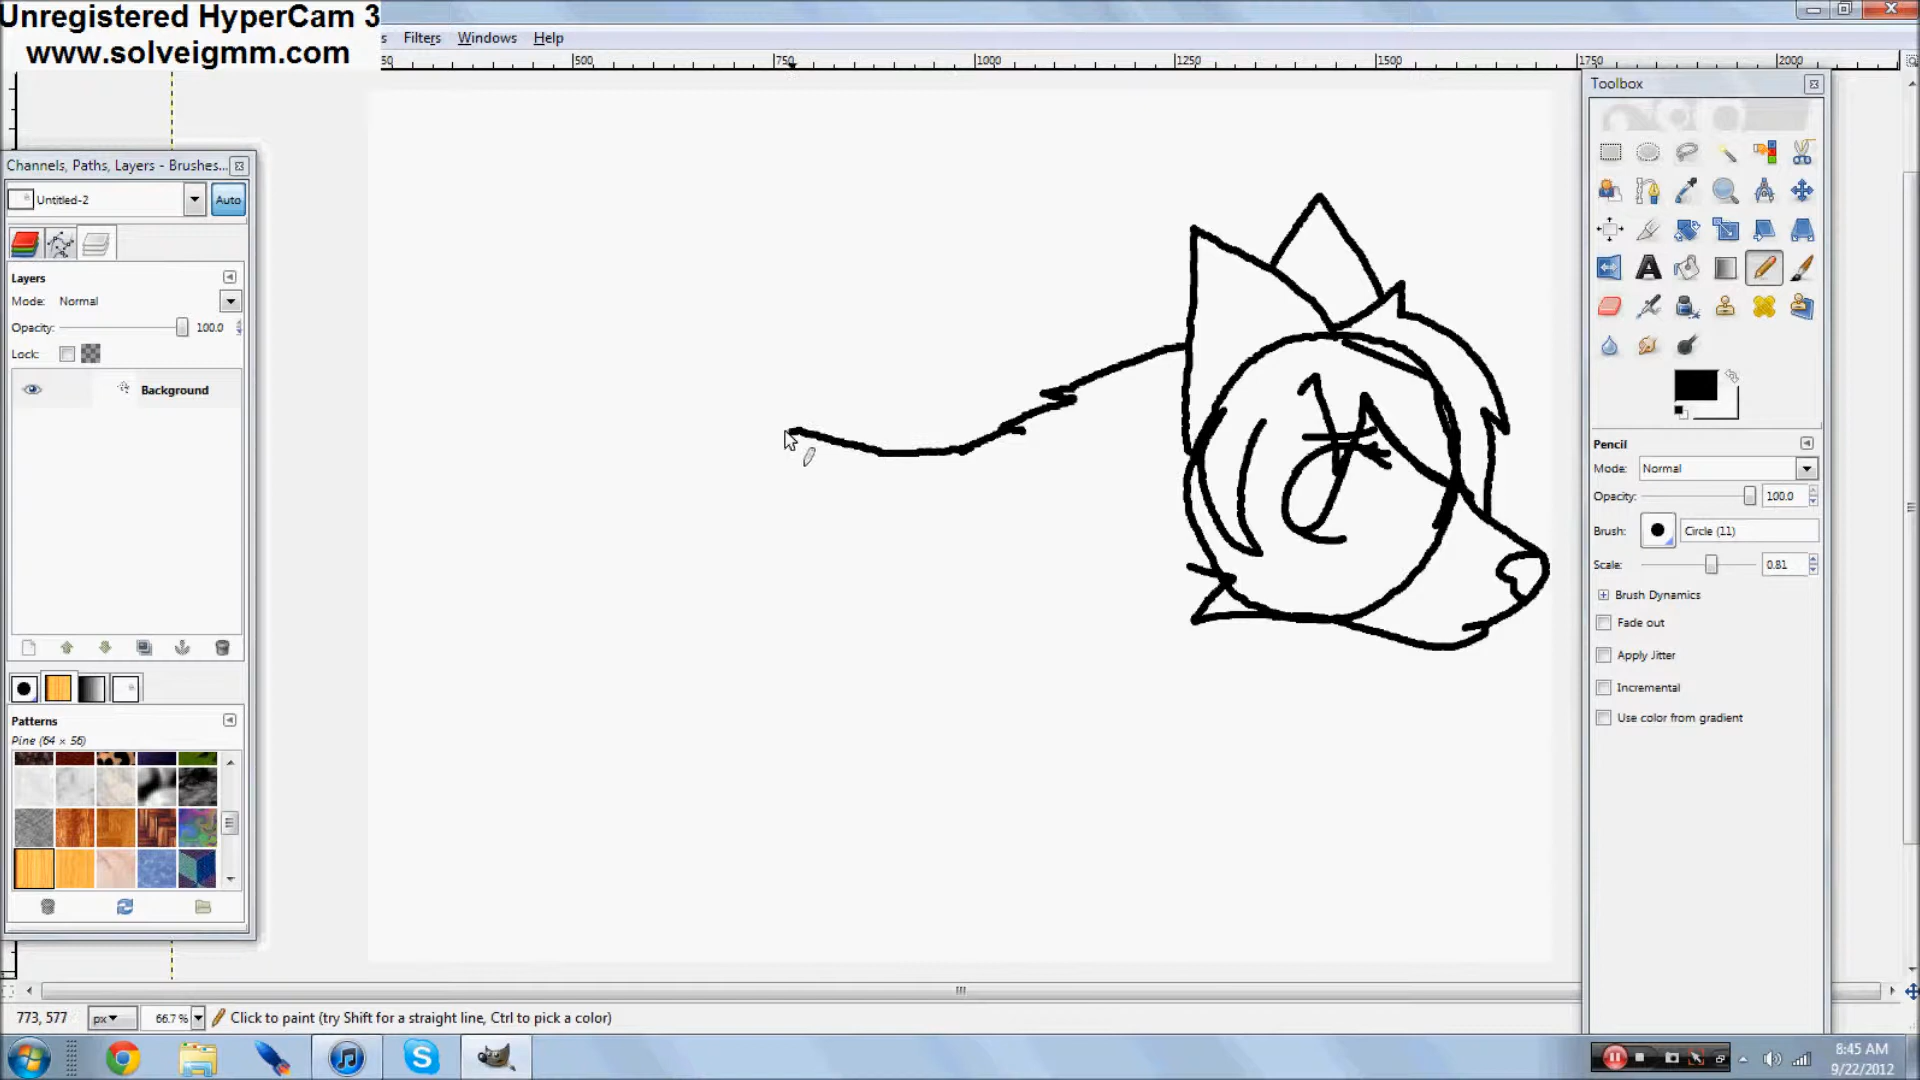 Unregistered HyperCam 3
www.solveigmm.com
Filters Windows Help
500 750 1000 1250 1500 1750 2000
Toolbox
Channels, Paths, Layers - Brushes...
Untitled-2 Auto
Layers
Mode: Normal
Opacity: 100.0
Lock:
Background
Patterns
Pine (64 × 56)
Pencil
Mode: Normal
Opacity: 100.0
Brush: Circle (11)
Scale: 0.81
Brush Dynamics
Fade out
Apply Jitter
Incremental
Use color from gradient
773, 577 px 66.7 % Click to paint (try Shift for a straight line, Ctrl to pick a color)
8:45 AM
9/22/2012